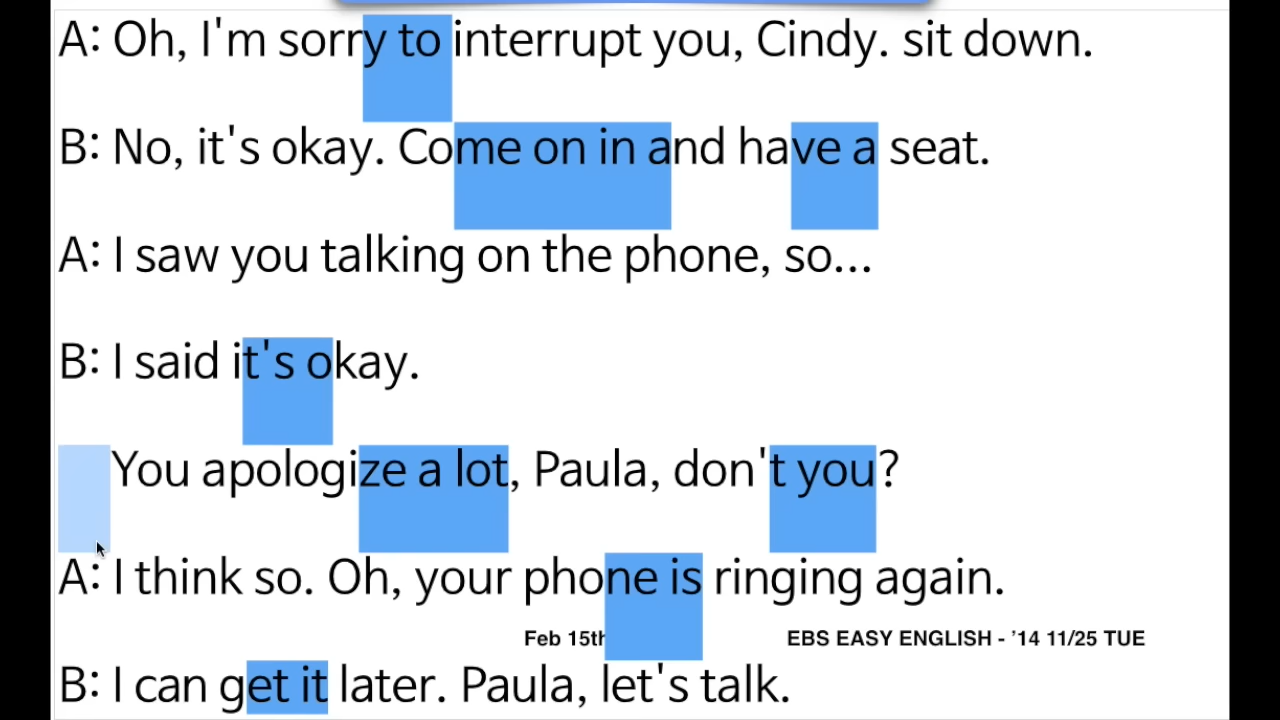 A: Oh, I'm sorry to interrupt you, Cindy. sit down.
B: No, it's okay. Come on in and have a seat.
A: I saw you talking on the phone, so...
B: I said it's okay.
You apologize a lot, Paula, don't you?
A: I think so. Oh, your phone is ringing again.
Feb 15th EBS EASY ENGLISH - ’14 11/25 TUE
B: I can get it later. Paula, let's talk.